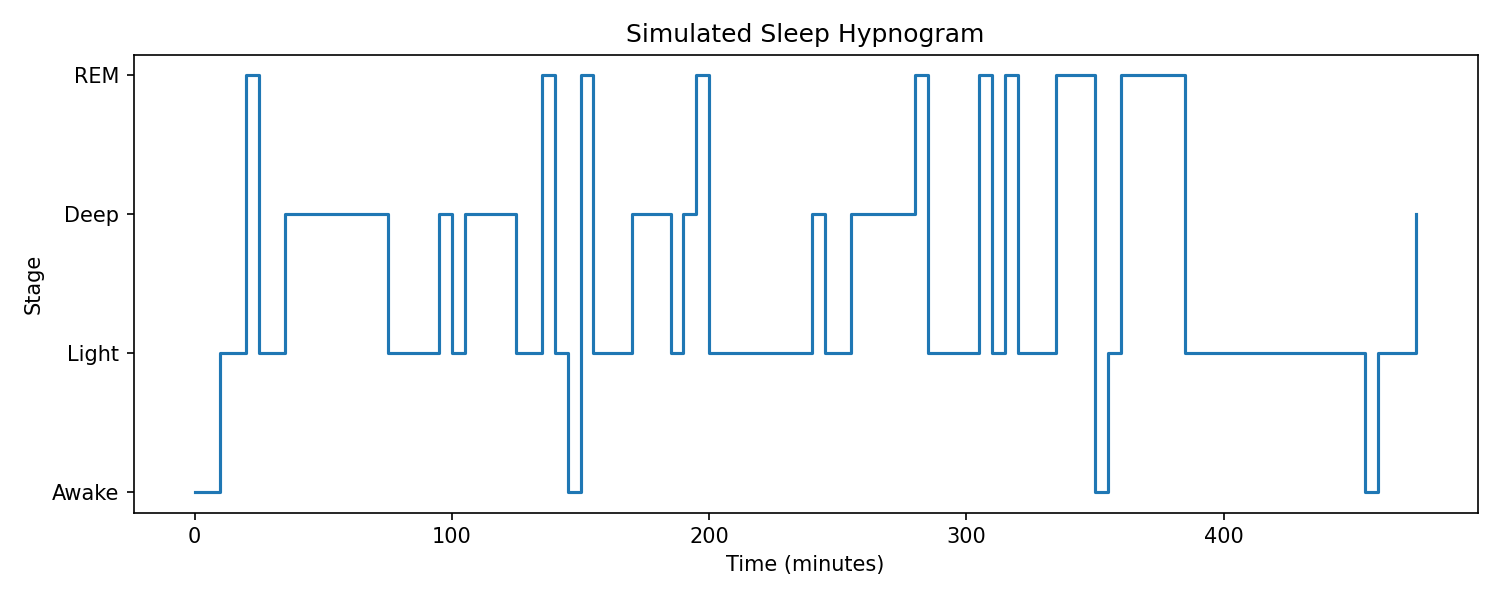 Simulated Sleep Hypnogram
REM
Deep
Light
Awake
Stage
0 100 200 300 400
Time (minutes)